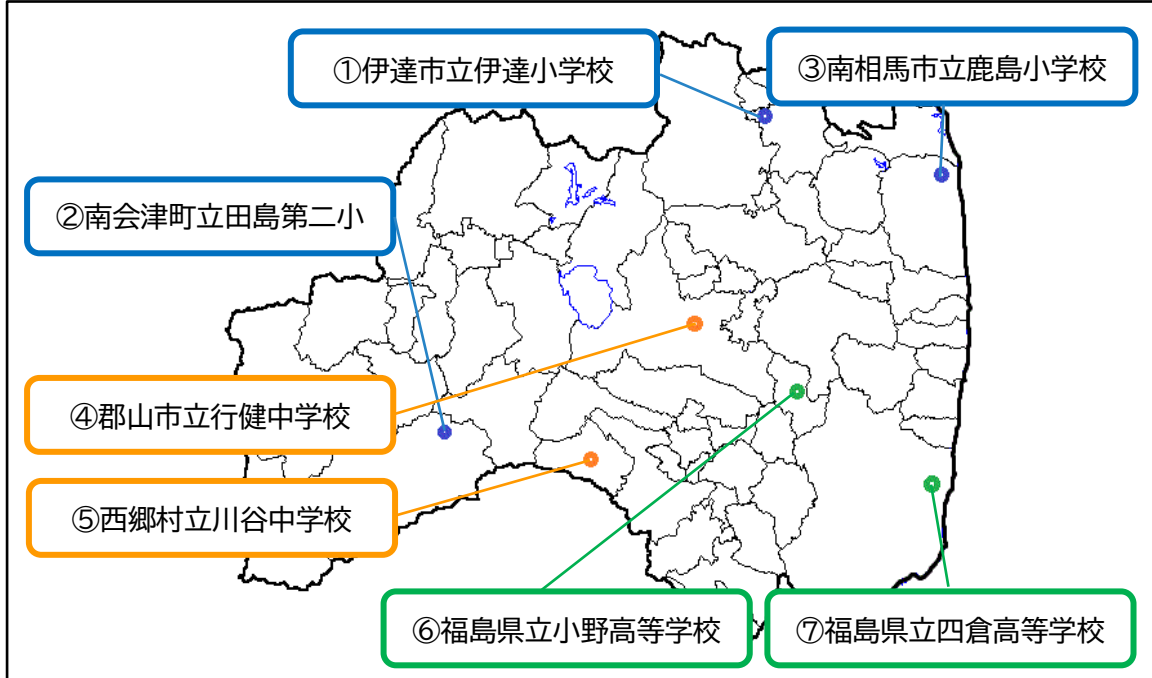 ①伊達市立伊達小学校
③南相馬市立鹿島小学校
②南会津町立田島第二小
④郡山市立行健中学校
⑤西郷村立川谷中学校
⑥福島県立小野高等学校
⑦福島県立四倉高等学校